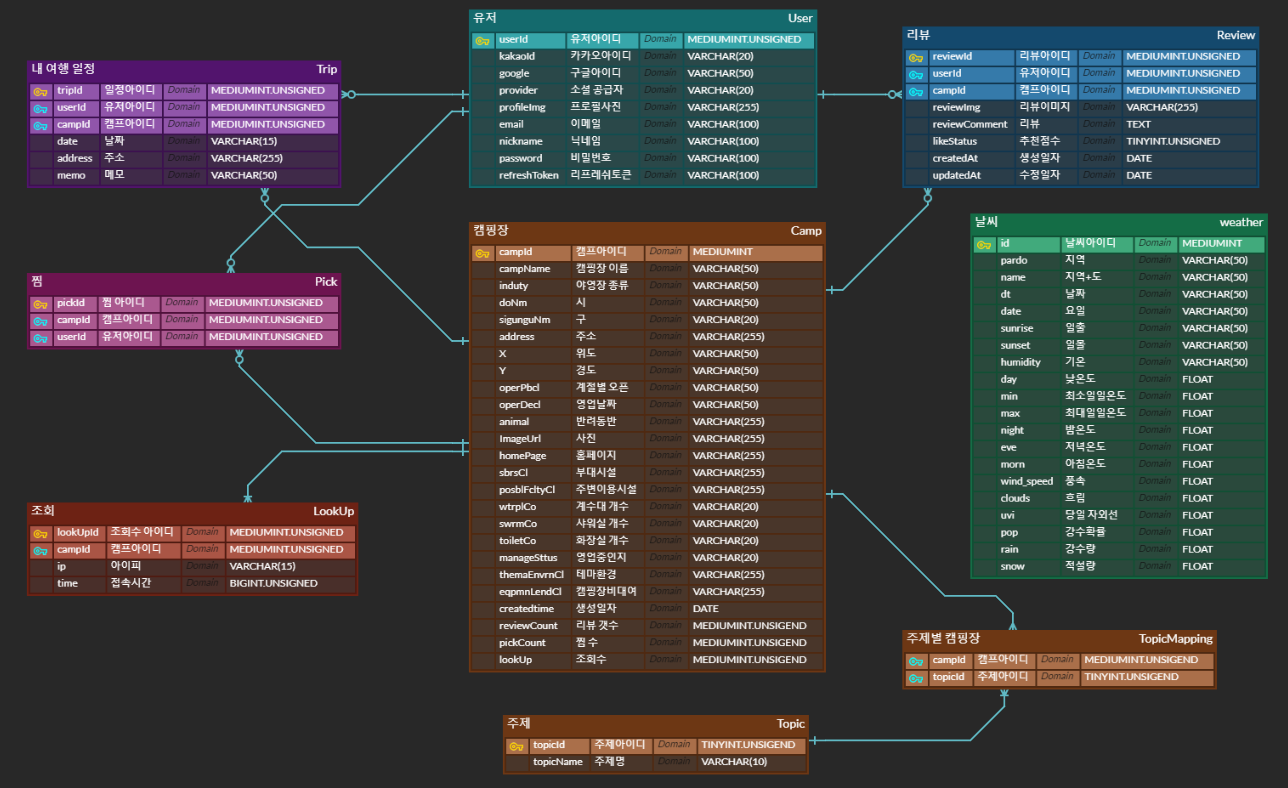 유저 User
userId 유저아이디 Domain MEDIUMINT.UNSIGNED
kakaoId 카카오아이디 Domain VARCHAR(20)
google 구글아이디 Domain VARCHAR(50)
provider 소셜 공급자 Domain VARCHAR(20)
profileImg 프로필사진 Domain VARCHAR(255)
email 이메일 Domain VARCHAR(100)
nickname 닉네임 Domain VARCHAR(100)
password 비밀번호 Domain VARCHAR(100)
refreshToken 리프레쉬토큰 Domain VARCHAR(100)
리뷰 Review
reviewId 리뷰아이디 Domain MEDIUMINT.UNSIGNED
userId 유저아이디 Domain MEDIUMINT.UNSIGNED
campId 캠프아이디 Domain MEDIUMINT.UNSIGNED
reviewImg 리뷰이미지 Domain VARCHAR(255)
reviewComment 리뷰 Domain TEXT
likeStatus 추천점수 Domain TINYINT.UNSIGNED
createdAt 생성일자 Domain DATE
updatedAt 수정일자 Domain DATE
내 여행 일정 Trip
tripId 일정아이디 Domain MEDIUMINT.UNSIGNED
userId 유저아이디 Domain MEDIUMINT.UNSIGNED
campId 캠프아이디 Domain MEDIUMINT.UNSIGNED
date 날짜 Domain VARCHAR(15)
address 주소 Domain VARCHAR(255)
memo 메모 Domain VARCHAR(50)
캠핑장 Camp
campId 캠프아이디 Domain MEDIUMINT
campName 캠핑장 이름 Domain VARCHAR(50)
induty 야영장 종류 Domain VARCHAR(50)
doNm 시 Domain VARCHAR(50)
sigunguNm 구 Domain VARCHAR(20)
address 주소 Domain VARCHAR(255)
X 위도 Domain VARCHAR(50)
Y 경도 Domain VARCHAR(50)
operPbcl 계절별 오픈 Domain VARCHAR(50)
operDecl 영업날짜 Domain VARCHAR(50)
animal 반려동반 Domain VARCHAR(255)
ImageUrl 사진 Domain VARCHAR(255)
homePage 홈페이지 Domain VARCHAR(255)
sbrsCl 부대시설 Domain VARCHAR(255)
posblFcltyCl 주변이용시설 Domain VARCHAR(255)
wtrplCo 계수대 개수 Domain VARCHAR(20)
swrmCo 샤워실 개수 Domain VARCHAR(20)
toiletCo 화장실 개수 Domain VARCHAR(20)
manageSttus 영업중인지 Domain VARCHAR(20)
themaEnvrnCl 테마환경 Domain VARCHAR(255)
eqpmnLendCl 캠핑장비대여 Domain VARCHAR(255)
createdtime 생성일자 Domain DATE
reviewCount 리뷰 갯수 Domain MEDIUMINT.UNSIGEND
pickCount 찜 수 Domain MEDIUMINT.UNSIGEND
lookUp 조회수 Domain MEDIUMINT.UNSIGEND
날씨 weather
id 날씨아이디 Domain MEDIUMINT
pardo 지역 Domain VARCHAR(50)
name 지역+도 Domain VARCHAR(50)
dt 날짜 Domain VARCHAR(50)
date 요일 Domain VARCHAR(50)
sunrise 일출 Domain VARCHAR(50)
sunset 일몰 Domain VARCHAR(50)
humidity 기온 Domain VARCHAR(50)
day 낮온도 Domain FLOAT
min 최소일일온도 Domain FLOAT
max 최대일일온도 Domain FLOAT
night 밤온도 Domain FLOAT
eve 저녁온도 Domain FLOAT
morn 아침온도 Domain FLOAT
wind_speed 풍속 Domain FLOAT
clouds 흐림 Domain FLOAT
uvi 당일 자외선 Domain FLOAT
pop 강수확률 Domain FLOAT
rain 강수량 Domain FLOAT
snow 적설량 Domain FLOAT
찜 Pick
pickId 찜 아이디 Domain MEDIUMINT.UNSIGNED
campId 캠프아이디 Domain MEDIUMINT.UNSIGNED
userId 유저아이디 Domain MEDIUMINT.UNSIGNED
조회 LookUp
lookUpId 조회수 아이디 Domain MEDIUMINT.UNSIGNED
campId 캠프아이디 Domain MEDIUMINT.UNSIGNED
ip 아이피 Domain VARCHAR(15)
time 접속시간 Domain BIGINT.UNSIGNED
주제별 캠핑장 TopicMapping
campId 캠프아이디 Domain MEDIUMINT.UNSIGEND
topicId 주제아이디 Domain TINYINT.UNSIGEND
주제 Topic
topicId 주제아이디 Domain TINYINT.UNSIGEND
topicName 주제명 Domain VARCHAR(10)